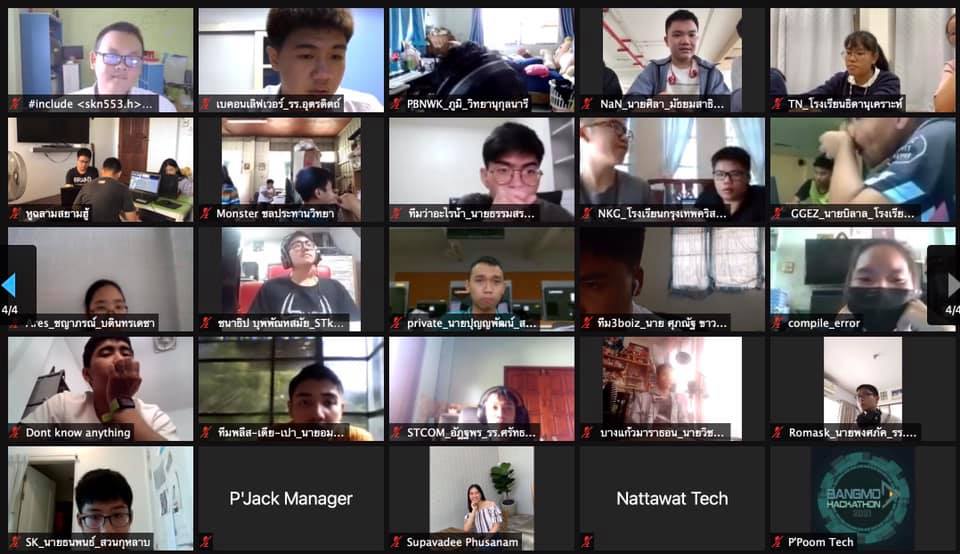 #include <skn553.h>...
เบคอนเลิฟเวอร์_รร.อุตรดิตถ์
PBNWK_ภูมิ_วิทยานุกูลนารี
NaN_นายศิลา_มัธยมสาธิ...
TN_โรงเรียนธิดานุเคราะห์
หูฉลามสยามฮู้
Monster ชลประทานวิทยา
ทีมว่าอะไรน้ำ_นายธรรมสร...
NKG_โรงเรียนกรุงเทพคริส...
GGEZ_นายบิลาล_โรงเรีย...
4/4
4/4
ชญาภรณ์_บดินทรเดชา
ชนาธิป บุพพัณหสมัย_STk...
private_นายปุญญพัฒน์_ส...
ทีม3boiz_นาย ศุภณัฐ ขาว...
compile_error
Dont know anything
ทีมพลีส-เตีย-เปา_นายอม...
STCOM_อัฏฐพร_รร.ศรัทธ...
บางแก้วมาราธอน_นายวิช...
Romask_นายพงศภัค_รร....
SK_นายธนพนธ์_สวนกุหลาบ
P'Jack Manager
Supavadee Phusanam
Nattawat Tech
BANGMOD
HACKATHON
2021
P'Poom Tech